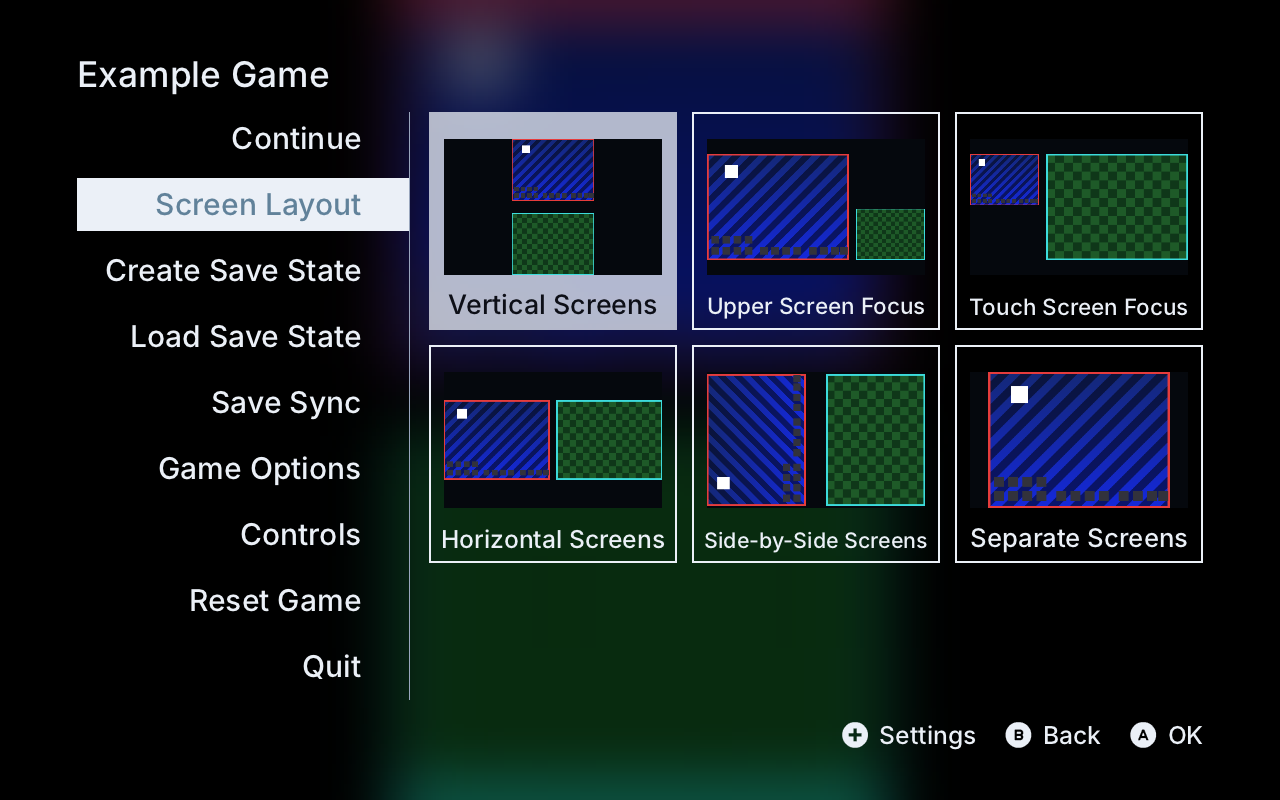 Example Game
Continue
Screen Layout
Create Save State
Load Save State
Save Sync
Game Options
Controls
Reset Game
Quit
Vertical Screens
Upper Screen Focus
Touch Screen Focus
Horizontal Screens
Side-by-Side Screens
Separate Screens
+ Settings
B Back
A OK